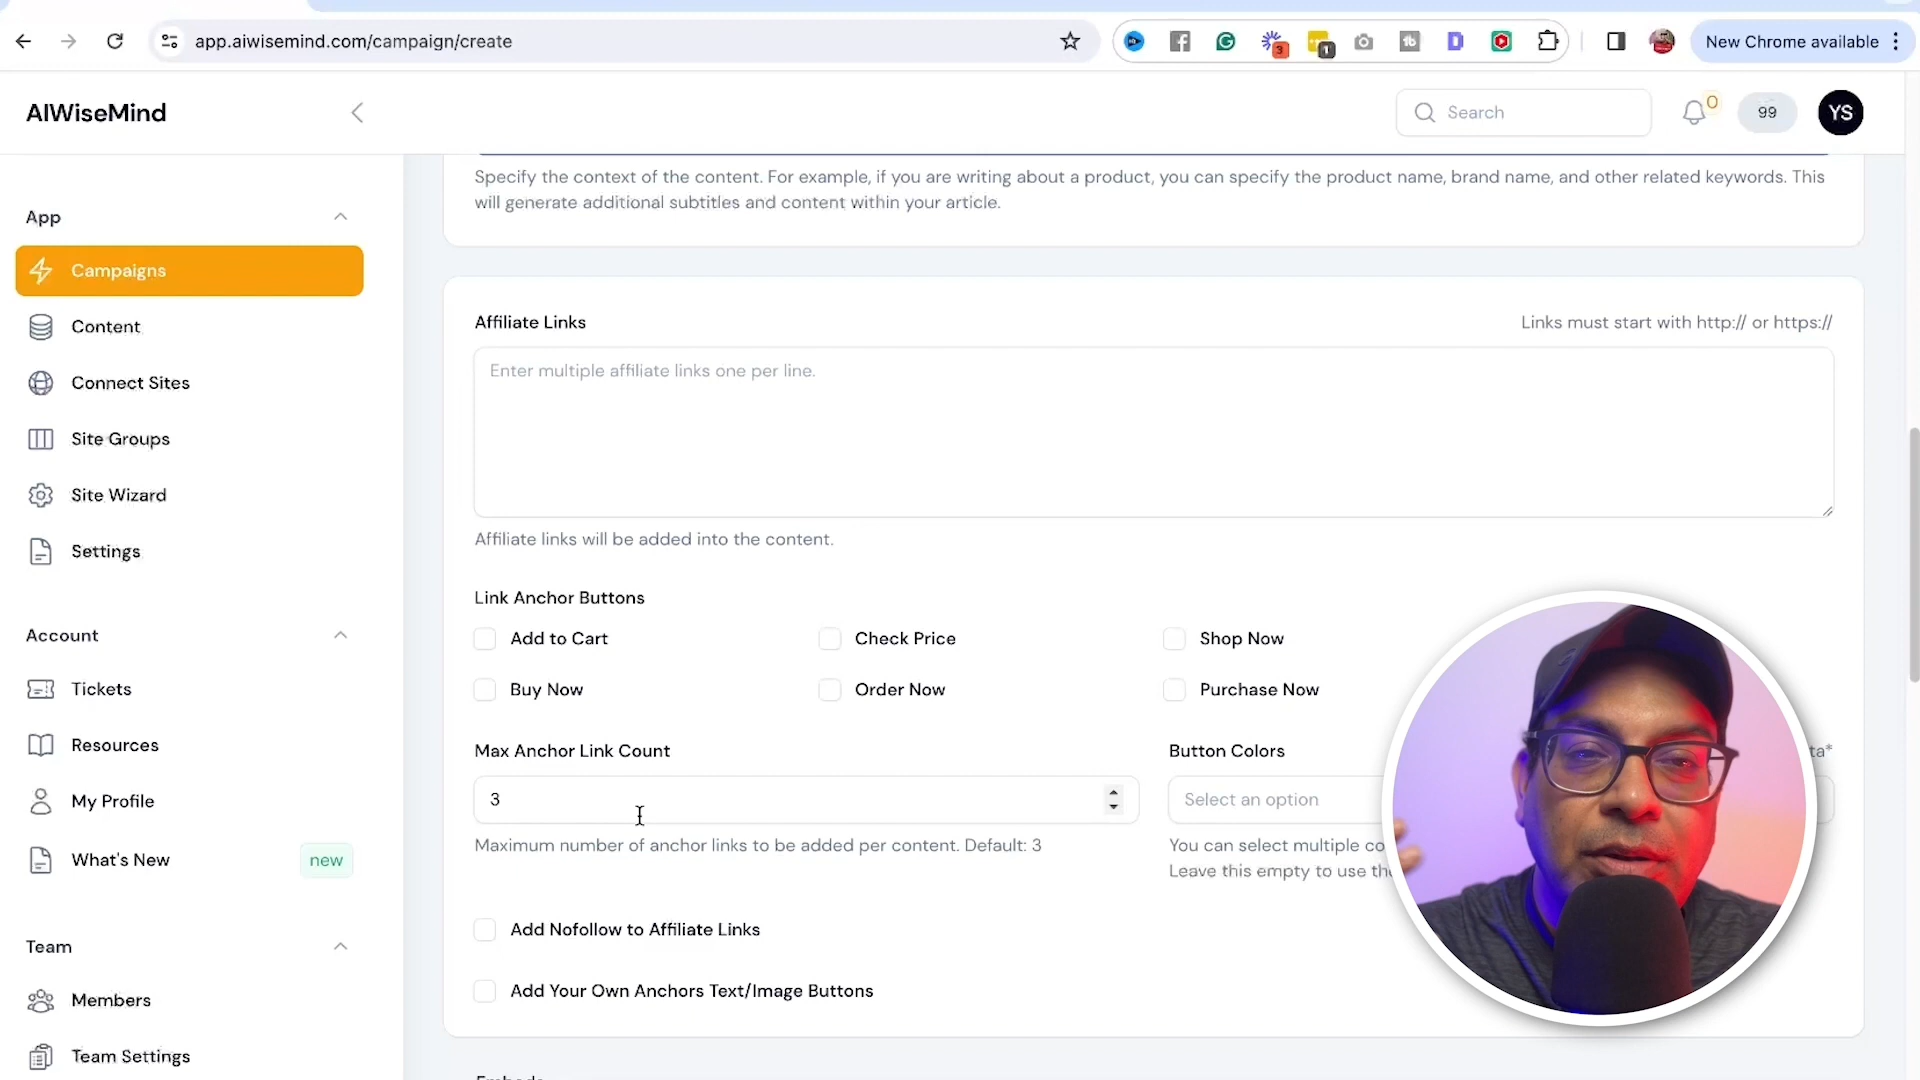 app.aiwisemind.com/campaign/create
3
1
New Chrome available
AIWiseMind
Search
0
99
YS
App
Campaigns
Content
Connect Sites
Site Groups
Site Wizard
Settings
Account
Tickets
Resources
My Profile
What's New
new
Team
Members
Team Settings
Specify the context of the content. For example, if you are writing about a product, you can specify the product name, brand name, and other related keywords. This
will generate additional subtitles and content within your article.
Affiliate Links
Links must start with http:// or https://
Enter multiple affiliate links one per line.
Affiliate links will be added into the content.
Link Anchor Buttons
Add to Cart
Check Price
Shop Now
Buy Now
Order Now
Purchase Now
Max Anchor Link Count
Button Colors
3
Select an option
Maximum number of anchor links to be added per content. Default: 3
You can select multiple
Leave this empty to use
Add Nofollow to Affiliate Links
Add Your Own Anchors Text/Image Buttons